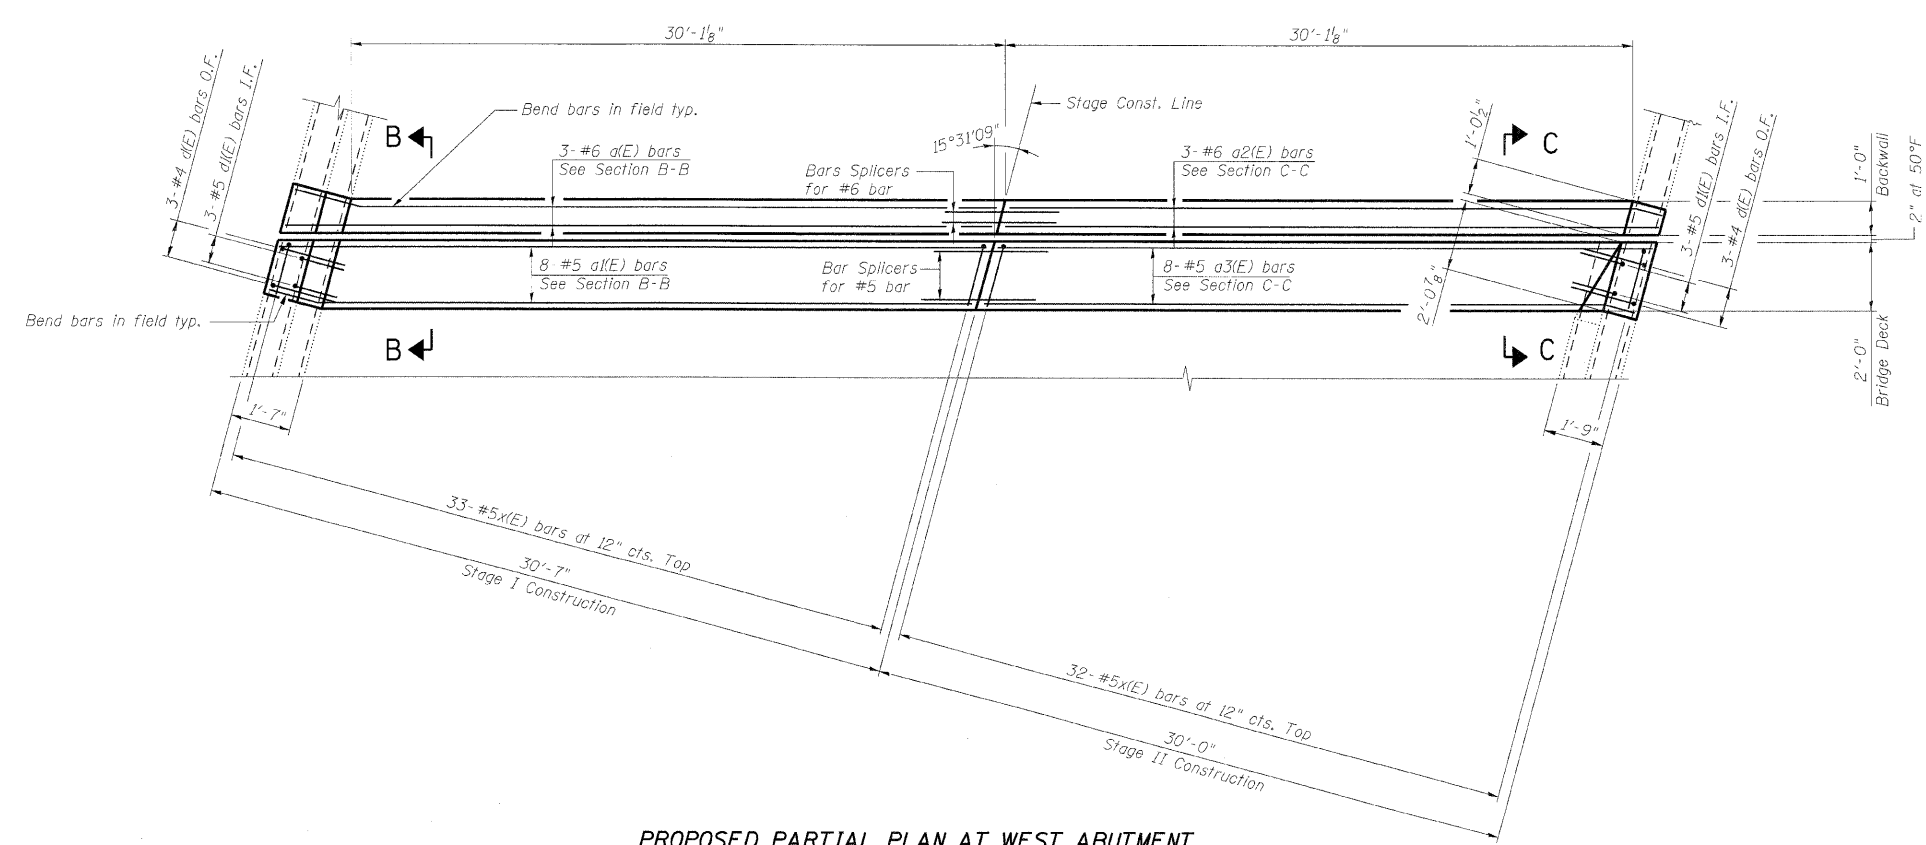 30'-1⅛"
30'-1⅛"
3-#4 d(E) bars O.F.
3-#5 d1(E) bars I.F.
Bend bars in field typ.
Stage Const. Line
15°31'09"
B
3-#6 a(E) bars
See Section B-B
Bars Splicers
for #6 bar
3-#6 a2(E) bars
See Section C-C
C
1'-0½"
3-#5 d1(E) bars I.F.
3-#4 d(E) bars O.F.
1'-0"
Backwall
2" at 50°F
8-#5 a1(E) bars
See Section B-B
Bar Splicers
for #5 bar
8-#5 a3(E) bars
See Section C-C
2'-0⅞"
Bend bars in field typ.
B
C
2'-0"
Bridge Deck
1'-7"
1'-9"
33-#5x(E) bars at 12" cts. Top
30'-7"
Stage I Construction
32-#5x(E) bars at 12" cts. Top
30'-0"
Stage II Construction
PROPOSED PARTIAL PLAN AT WEST ABUTMENT